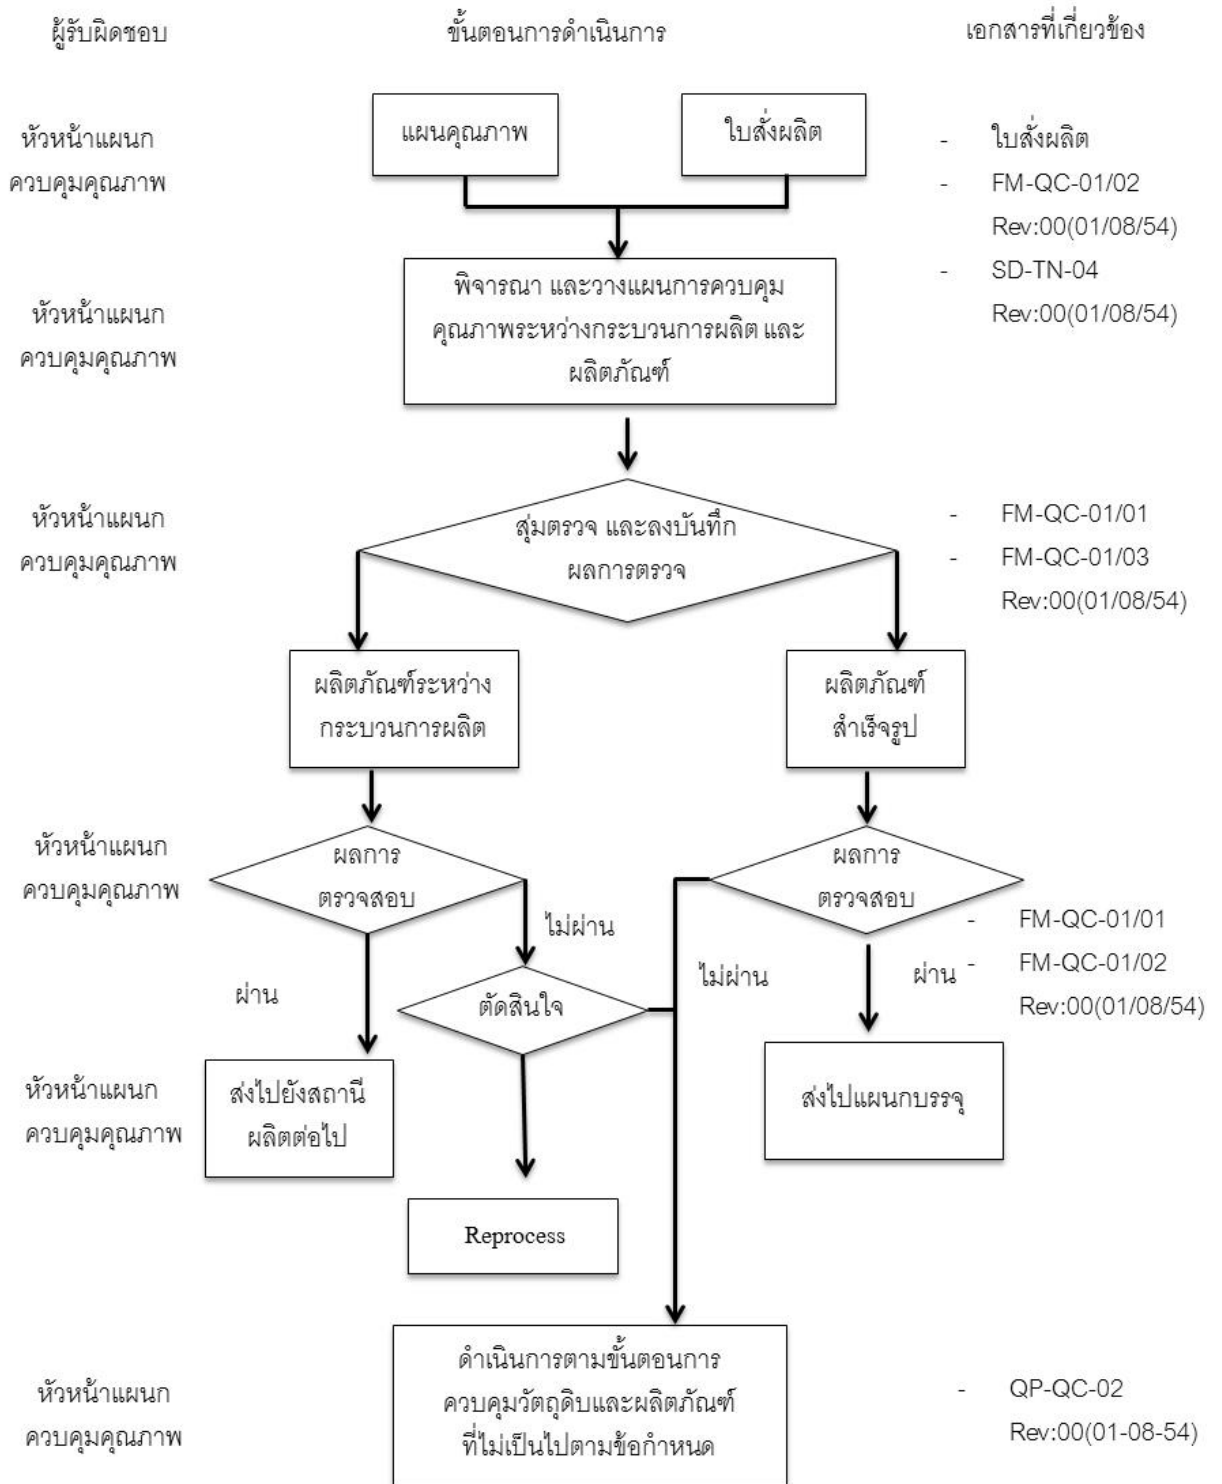 ผู้รับผิดชอบ
ขั้นตอนการดำเนินการ
เอกสารที่เกี่ยวข้อง
หัวหน้าแผนก
ควบคุมคุณภาพ
แผนคุณภาพ
ใบสั่งผลิต
- ใบสั่งผลิต
- FM-QC-01/02
Rev:00(01/08/54)
- SD-TN-04
Rev:00(01/08/54)
หัวหน้าแผนก
ควบคุมคุณภาพ
พิจารณา และวางแผนการควบคุม
คุณภาพระหว่างกระบวนการผลิต และ
ผลิตภัณฑ์
หัวหน้าแผนก
ควบคุมคุณภาพ
สุ่มตรวจ และลงบันทึก
ผลการตรวจ
- FM-QC-01/01
- FM-QC-01/03
Rev:00(01/08/54)
ผลิตภัณฑ์ระหว่าง
กระบวนการผลิต
ผลิตภัณฑ์
สำเร็จรูป
หัวหน้าแผนก
ควบคุมคุณภาพ
ผลการ
ตรวจสอบ
ผลการ
ตรวจสอบ
ไม่ผ่าน
- FM-QC-01/01
- FM-QC-01/02
Rev:00(01/08/54)
ผ่าน
ตัดสินใจ
ไม่ผ่าน
ผ่าน
หัวหน้าแผนก
ควบคุมคุณภาพ
ส่งไปยังสถานี
ผลิตต่อไป
ส่งไปแผนกบรรจุ
Reprocess
หัวหน้าแผนก
ควบคุมคุณภาพ
ดำเนินการตามขั้นตอนการ
ควบคุมวัตถุดิบและผลิตภัณฑ์
ที่ไม่เป็นไปตามข้อกำหนด
- QP-QC-02
Rev:00(01-08-54)